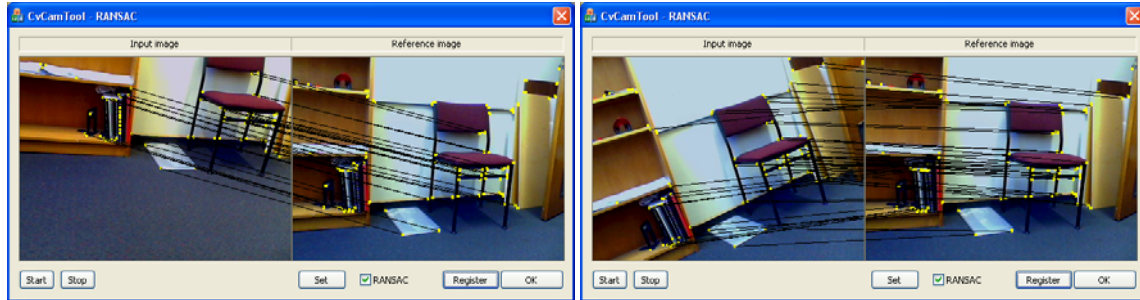 CvCamTool - RANSAC
Input image Reference image
Start Stop Set RANSAC Register OK
CvCamTool - RANSAC
Input image Reference image
Start Stop Set RANSAC Register OK